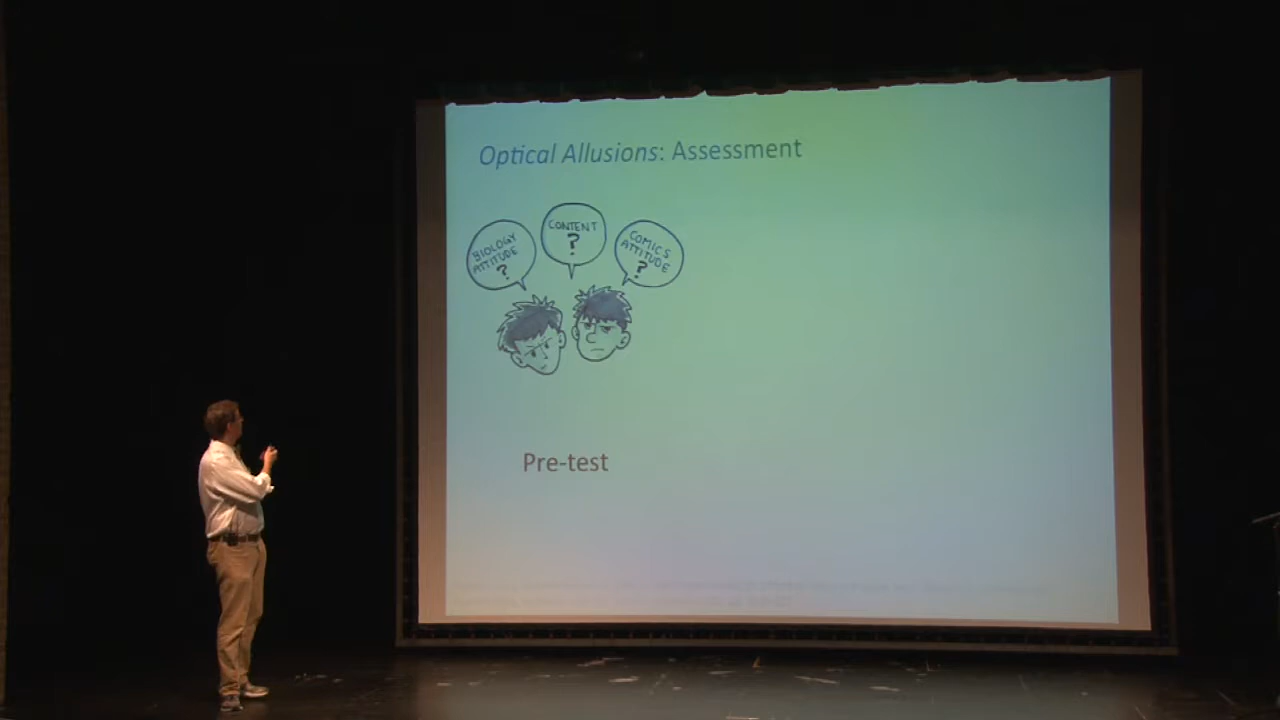 Optical Allusions: Assessment
BIOLOGY
ATTITUDE
?
CONTENT
?
COMICS
ATTITUDE
?
Pre-test